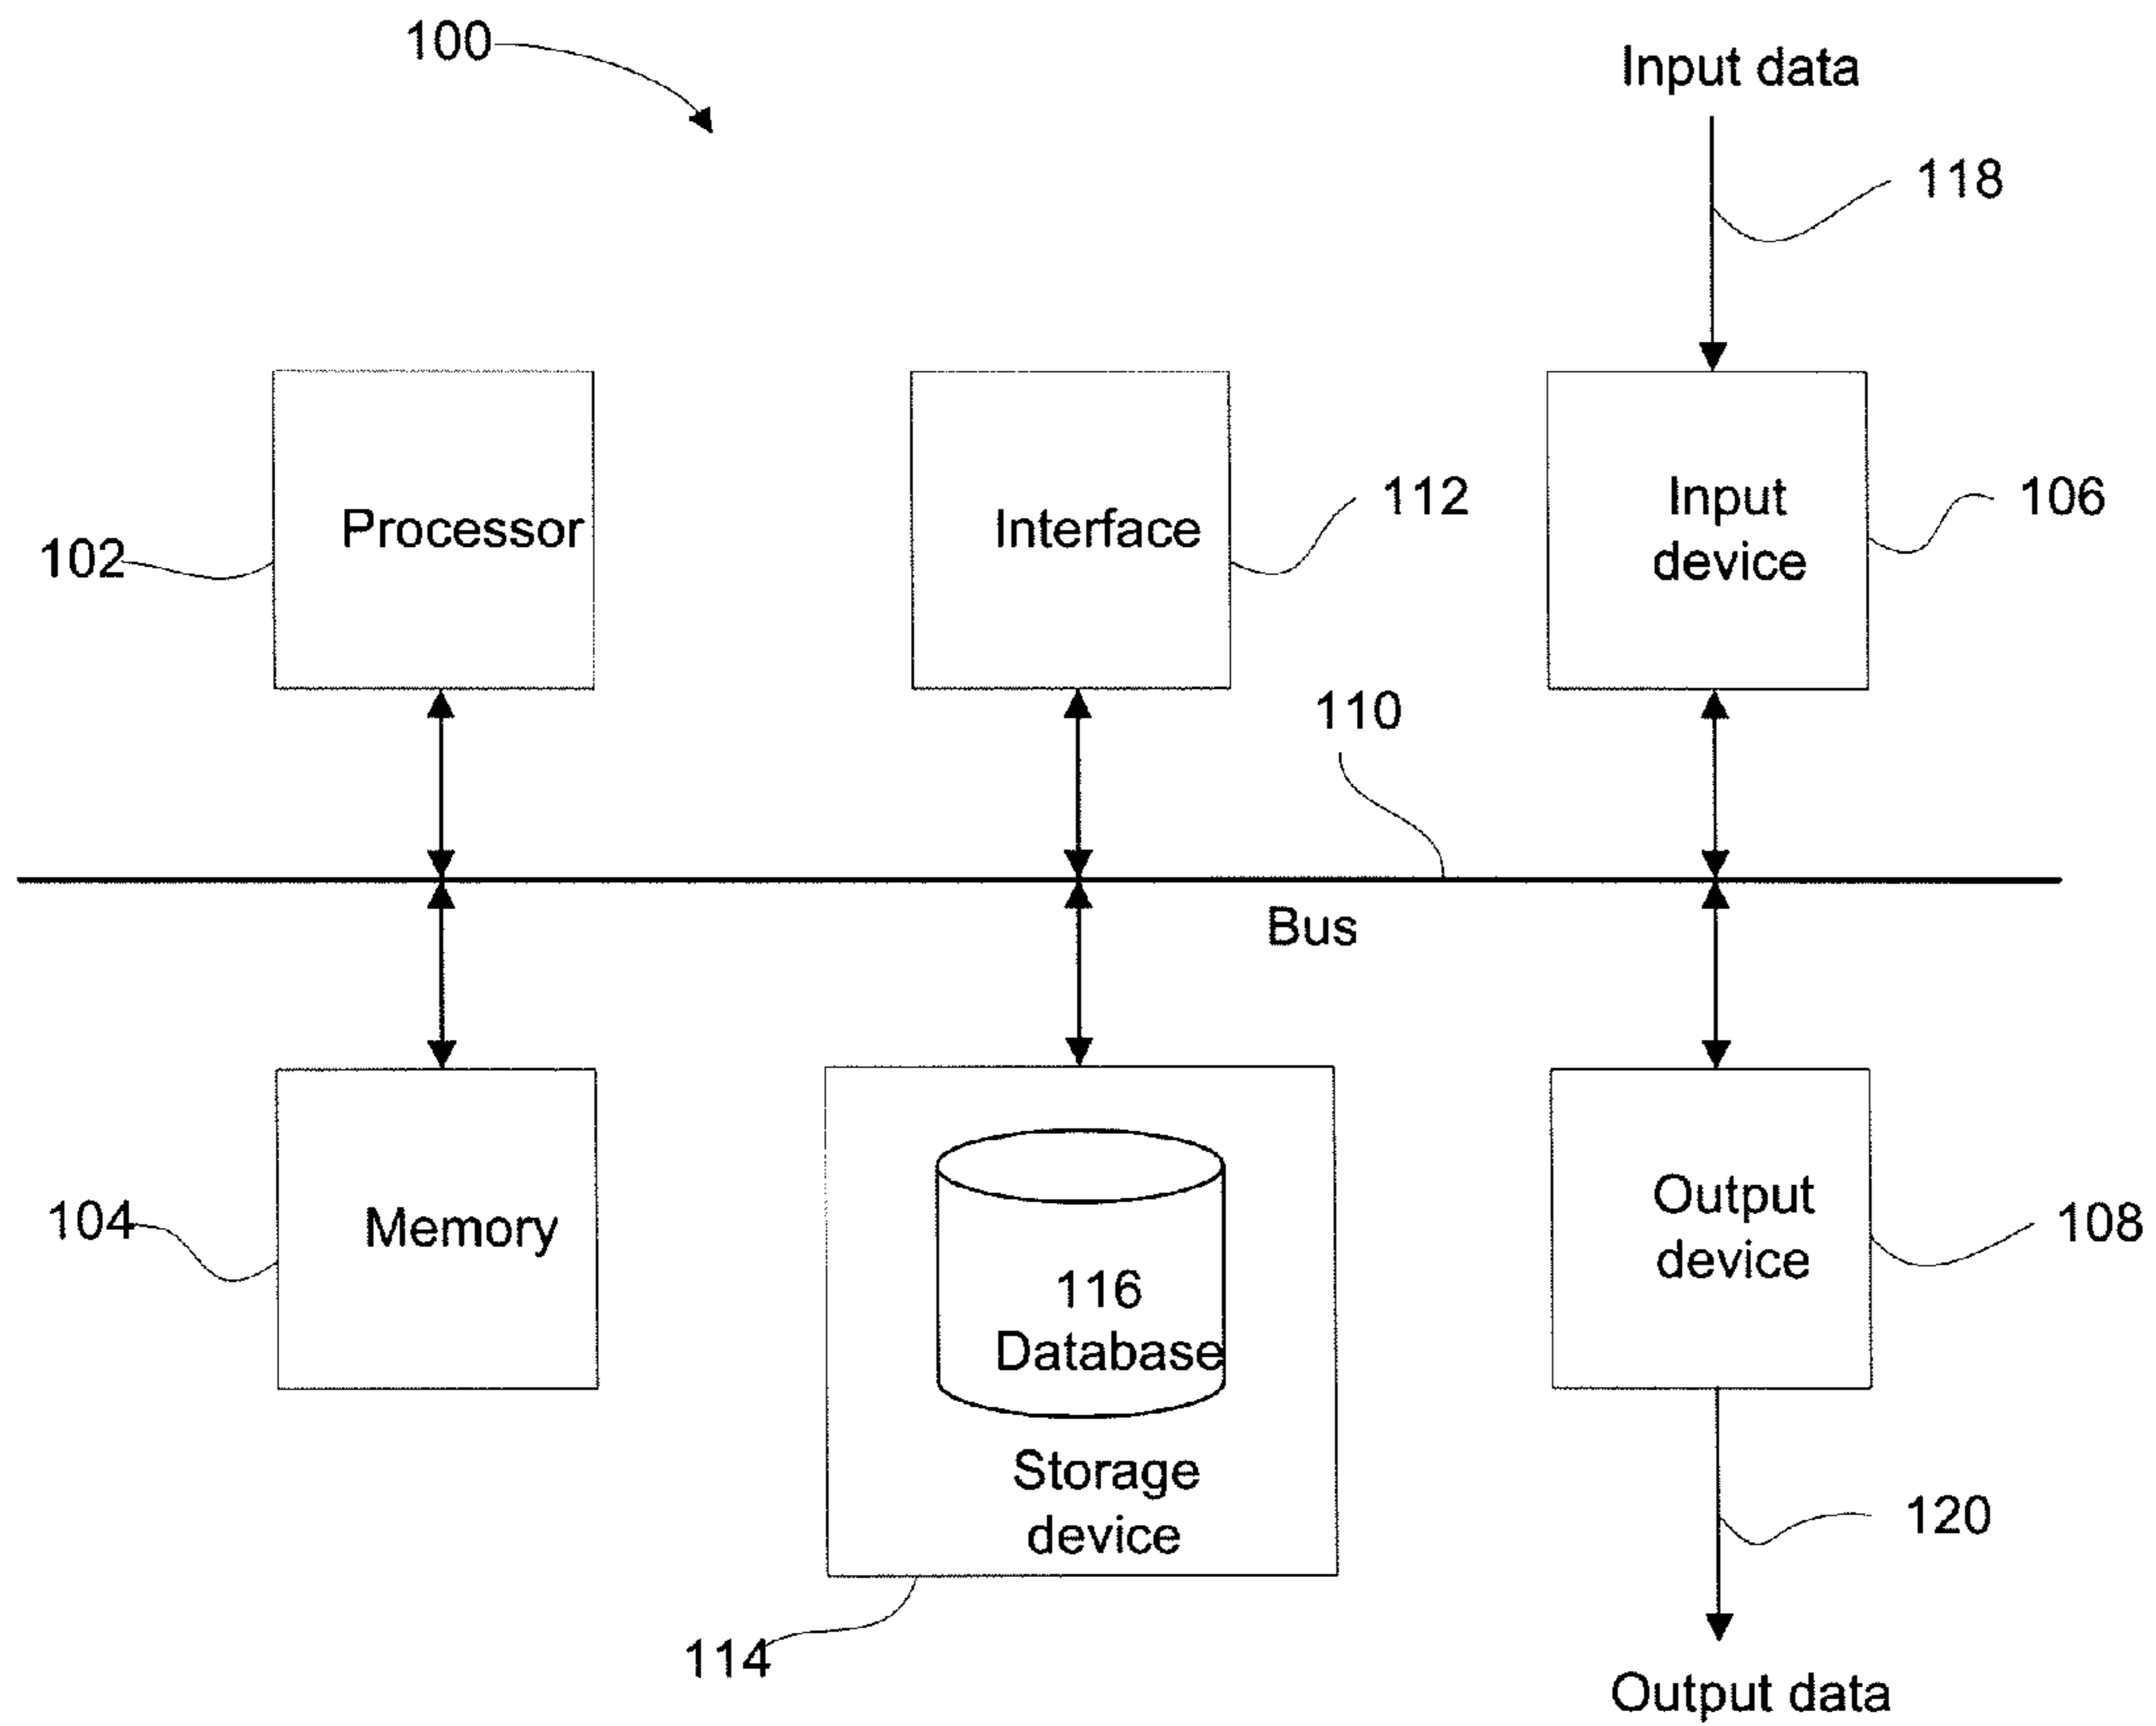 100
Input data
118
Processor
102
Interface
112
Input
device
106
110
Bus
Memory
104
116
Database
Storage
device
114
Output
device
108
120
Output data